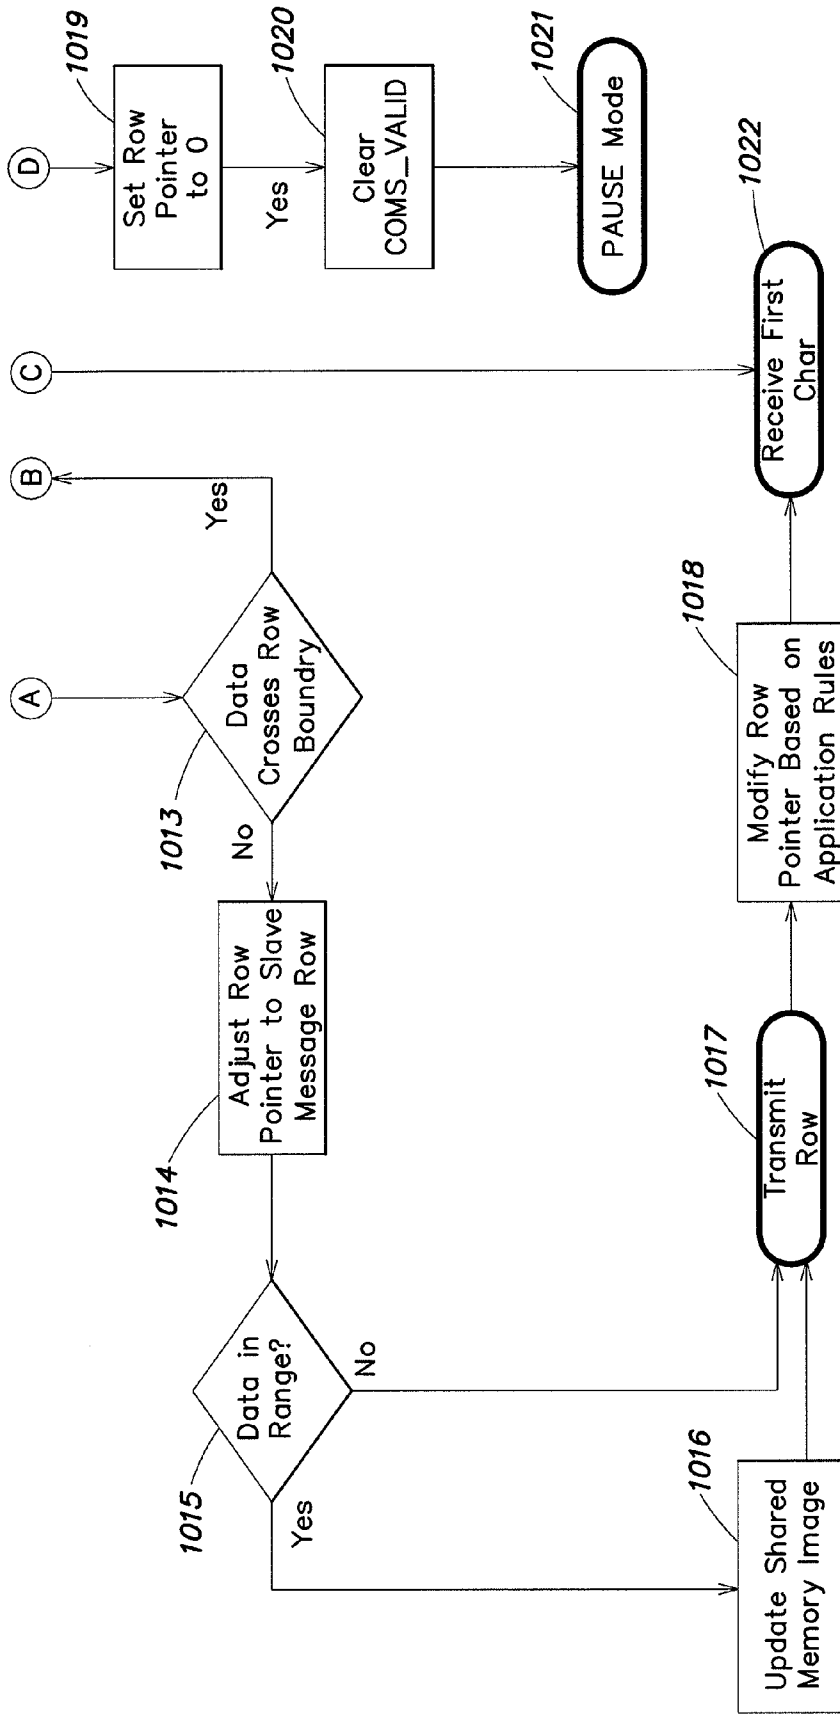 A
B
C
D
1013
Data
Crosses Row
Boundry
Yes
No
1014
Adjust Row
Pointer to Slave
Message Row
1015
Data in
Range?
Yes
No
1016
Update Shared
Memory Image
1017
Transmit
Row
1018
Modify Row
Pointer Based on
Application Rules
1019
Set Row
Pointer
to 0
Yes
1020
Clear
COMS_VALID
1021
PAUSE Mode
1022
Receive First
Char